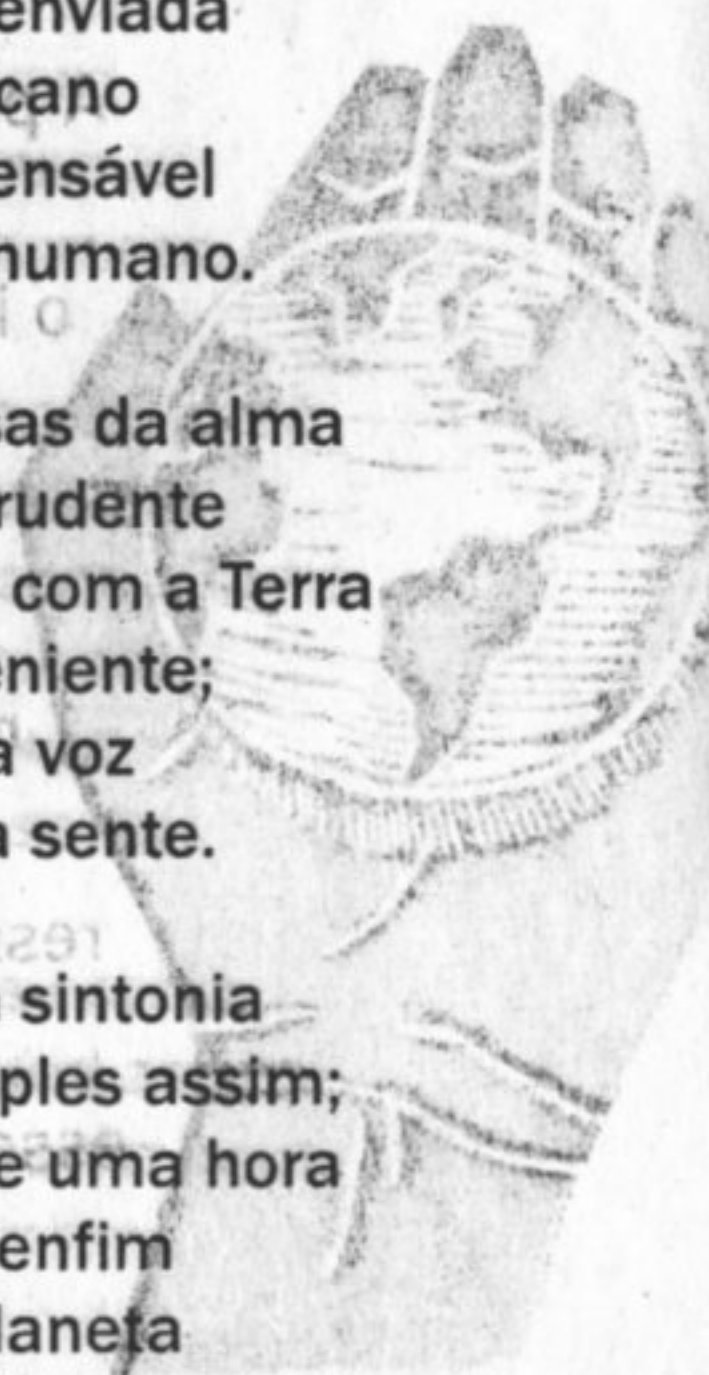 enviada
cano
ensável
humano.
sas da alma
rudente
com a Terra
eniente;
a voz
a sente.
sintonia
ples assim;
e uma hora
enfim
laneta